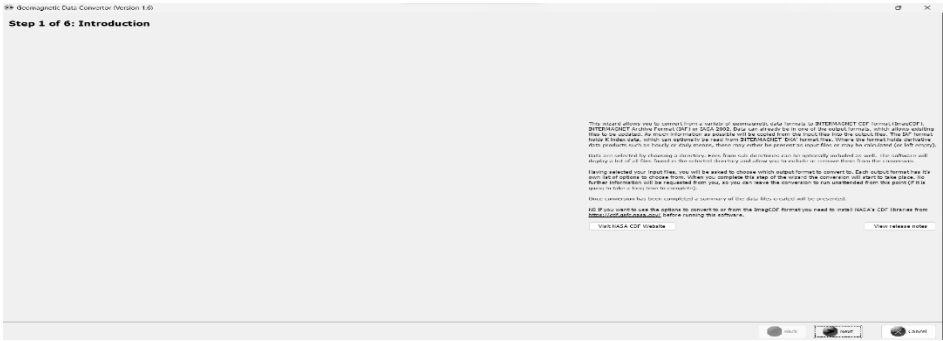 Geomagnetic Data Convertor (Version 1.6)
Step 1 of 6: Introduction
This wizard allows you to convert from a variety of geomagnetic data formats to INTERMAGNET CDF format (ImagCDF),
INTERMAGNET Archive Format (IAF) or IAGA 2002. Data can already be in one of the output formats, which allows existing
files to be updated. As much information as possible will be copied from the input files into the output files. The IAF format
holds K-index data, which can optionally be read from INTERMAGNET 'DKA' format files. Where the format holds derivative
data products such as hourly or daily means, these may either be present as input files or may be calculated (or left empty).
Data are selected by choosing a directory. Files from sub directories can be optionally included as well. The software will
display a list of all files found in the selected directory and allow you to include or remove them from the conversion.
Having selected your input files, you will be asked to choose which output format to convert to. Each output format has its
own list of options to choose from. When you complete this step of the wizard the conversion will start to take place. No
further information will be requested from you, so you can leave the conversion to run unattended from this point (if it is
going to take a long time to complete).
Once conversion has been completed a summary of the data files created will be presented.
NB If you want to use the options to convert to or from the ImagCDF format you need to install NASA's CDF libraries from
https://cdf.gsfc.nasa.gov/ before running this software.
Visit NASA CDF Website
View release notes
Back
Next
Cancel